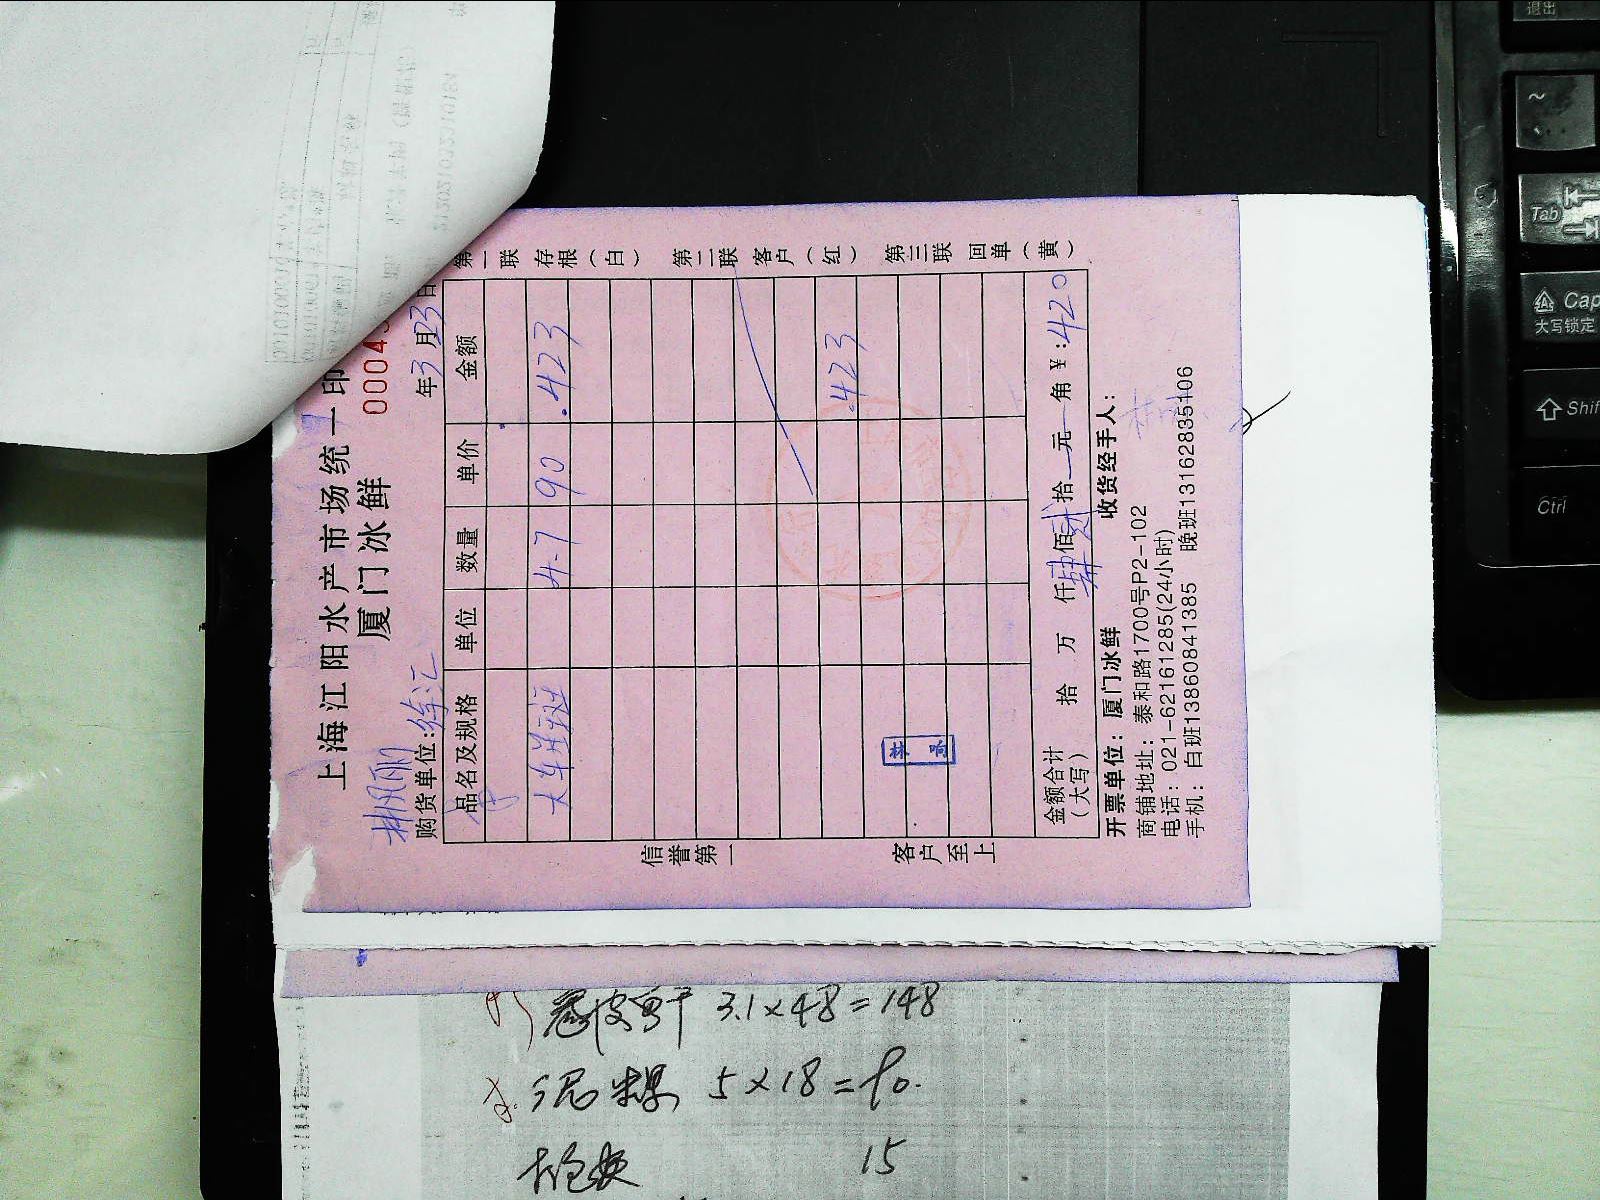 上海江阳水产市场统一印
厦门冰鲜
00043
购货单位:徐汇
年3月23日
品名及规格 单位 数量 单价 金额
4.7 90 .423
.423
金额合计
(大写) 拾 万 仟 佰 拾 元 角 ¥:420
开票单位:厦门冰鲜 收货经手人:
商铺地址:泰和路1700号P2-102
电话:021-62161285(24小时)
手机:白班13860841385 晚班13162835106
第一联 存根(白) 第二联 客户(红) 第三联 回单(黄)
信誉第一 客户至上
3.1×48=148
5×18=90.
15
退出
~
Tab
Cap
大写锁定
Shif
Ctrl